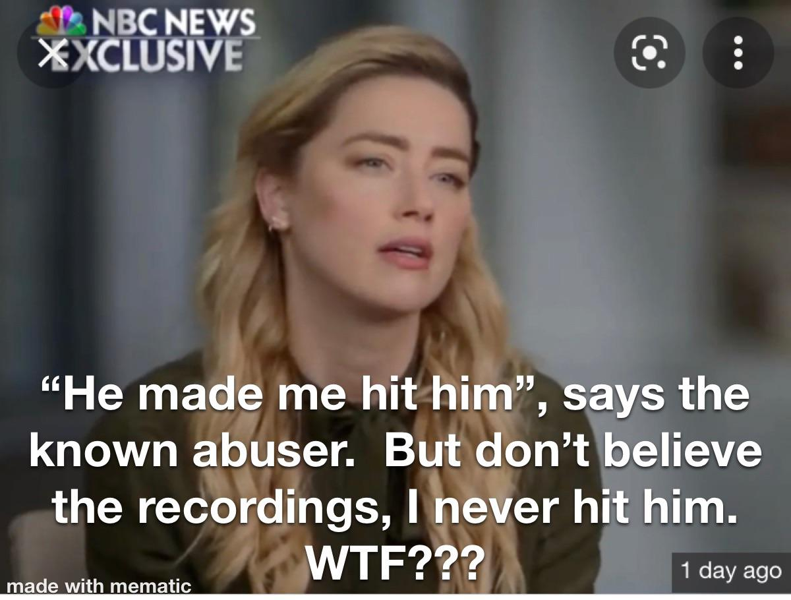 NBC NEWS
EXCLUSIVE
“He made me hit him”, says the
known abuser.  But don’t believe
the recordings, I never hit him.
WTF???
1 day ago
made with mematic